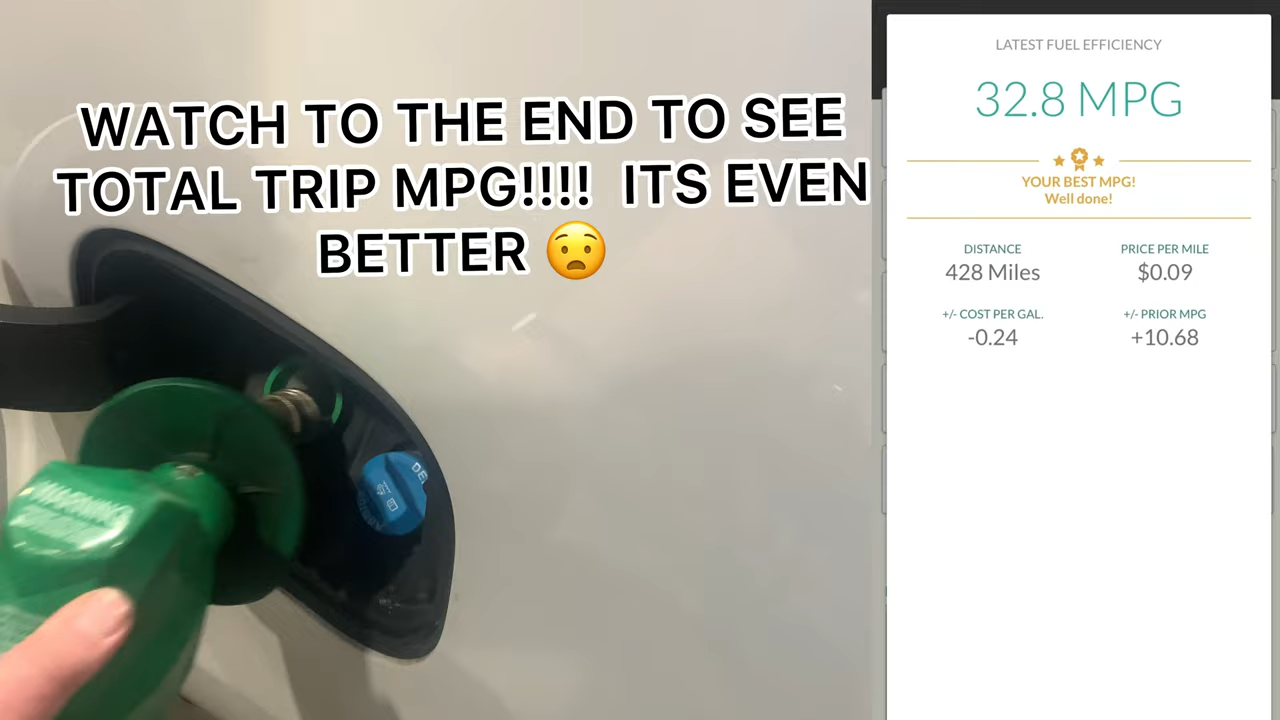 WATCH TO THE END TO SEE
TOTAL TRIP MPG!!!! ITS EVEN
BETTER 😧
LATEST FUEL EFFICIENCY
32.8 MPG
YOUR BEST MPG!
Well done!
DISTANCE
428 Miles
PRICE PER MILE
$0.09
+/- COST PER GAL.
-0.24
+/- PRIOR MPG
+10.68
WARNING